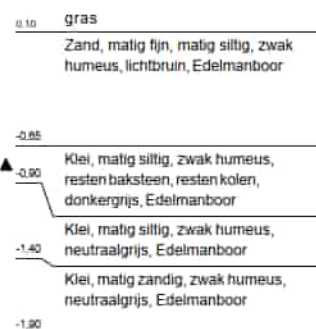 0,10 gras
Zand, matig fijn, matig siltig, zwak
humeus, lichtbruin, Edelmanboor
-0,65
Klei, matig siltig, zwak humeus,
-0,90
resten baksteen, resten kolen,
donkergrijs, Edelmanboor
Klei, matig siltig, zwak humeus,
-1,40 neutraalgrijs, Edelmanboor
Klei, matig zandig, zwak humeus,
neutraalgrijs, Edelmanboor
-1,90